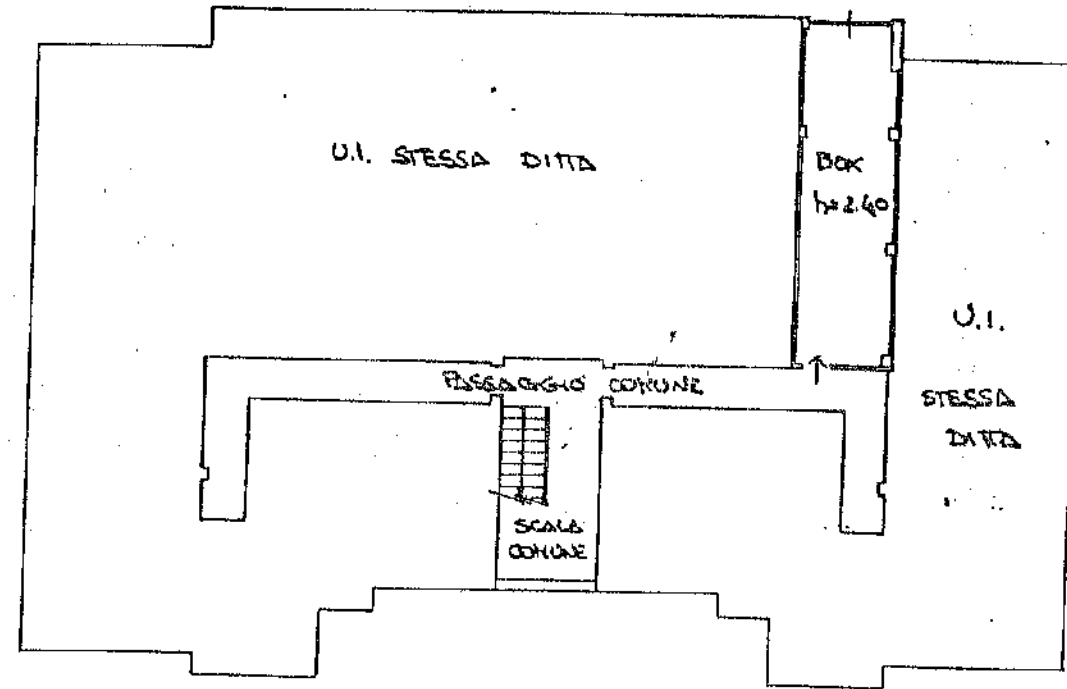 U.I. STESSA DITTA
BOX
h=2.40
U.I.
STESSA
DITTA
PASSAGGIO COMUNE
SCALA
COMUNE